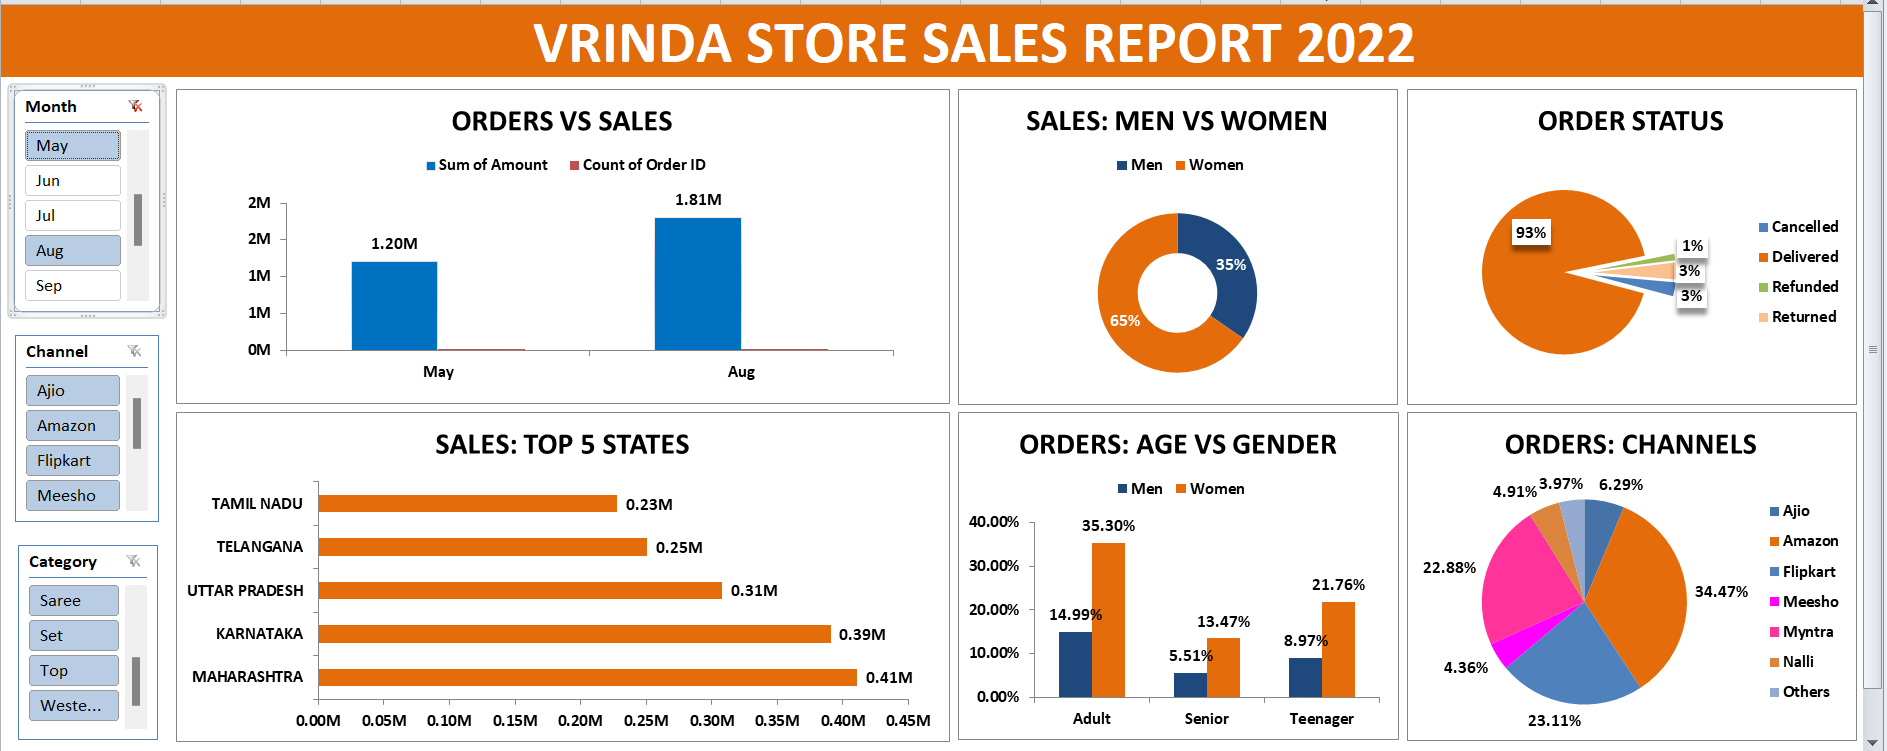 VRINDA STORE SALES REPORT 2022
Month
May
Jun
Jul
Aug
Sep
Channel
Ajio
Amazon
Flipkart
Meesho
Category
Saree
Set
Top
Weste...
ORDERS VS SALES
Sum of Amount Count of Order ID
2M
2M
1M
1M
0M
1.20M
1.81M
May Aug
SALES: MEN VS WOMEN
Men Women
35%
65%
ORDER STATUS
93%
1%
3%
3%
Cancelled
Delivered
Refunded
Returned
SALES: TOP 5 STATES
TAMIL NADU 0.23M
TELANGANA 0.25M
UTTAR PRADESH 0.31M
KARNATAKA 0.39M
MAHARASHTRA 0.41M
0.00M 0.05M 0.10M 0.15M 0.20M 0.25M 0.30M 0.35M 0.40M 0.45M
ORDERS: AGE VS GENDER
Men Women
40.00%
30.00%
20.00%
10.00%
0.00%
14.99% 35.30%
5.51% 13.47%
8.97% 21.76%
Adult Senior Teenager
ORDERS: CHANNELS
4.91% 3.97% 6.29%
22.88% 34.47%
4.36%
23.11%
Ajio
Amazon
Flipkart
Meesho
Myntra
Nalli
Others